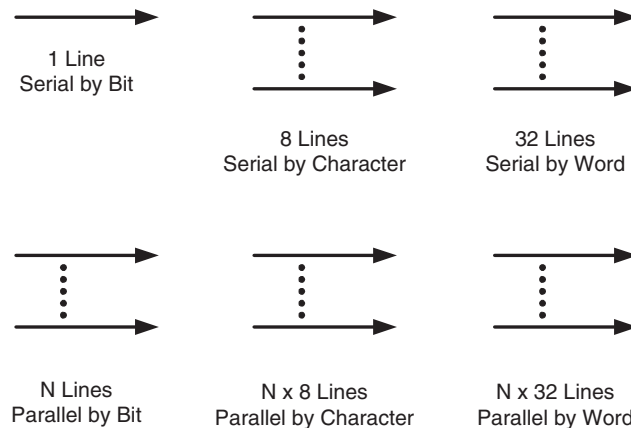 1 Line
Serial by Bit
8 Lines
Serial by Character
32 Lines
Serial by Word
N Lines
Parallel by Bit
N x 8 Lines
Parallel by Character
N x 32 Lines
Parallel by Word